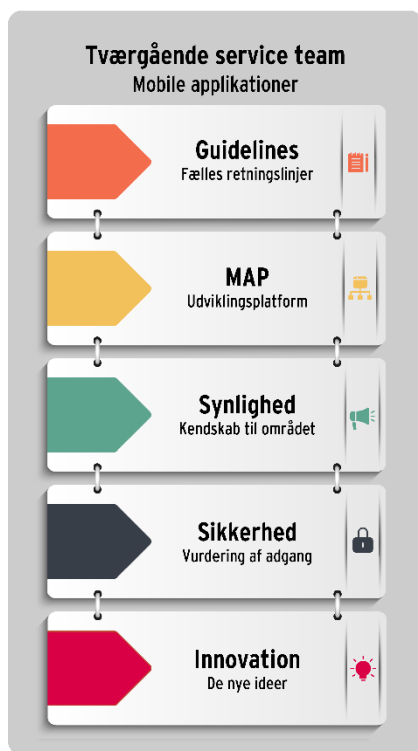 Tværgående service team
Mobile applikationer
Guidelines
Fælles retningslinjer
MAP
Udviklingsplatform
Synlighed
Kendskab til området
Sikkerhed
Vurdering af adgang
Innovation
De nye ideer